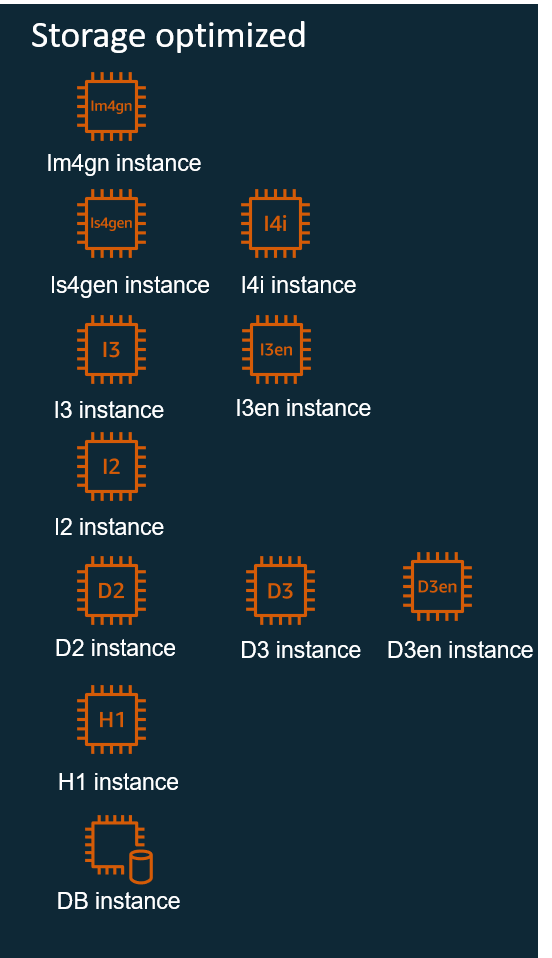 Storage optimized
Im4gn
Im4gn instance
Is4gen
I4i
Is4gen instance
I4i instance
I3
I3en
I3 instance
I3en instance
I2
I2 instance
D2
D3
D3en
D2 instance
D3 instance
D3en instance
H1
H1 instance
DB instance